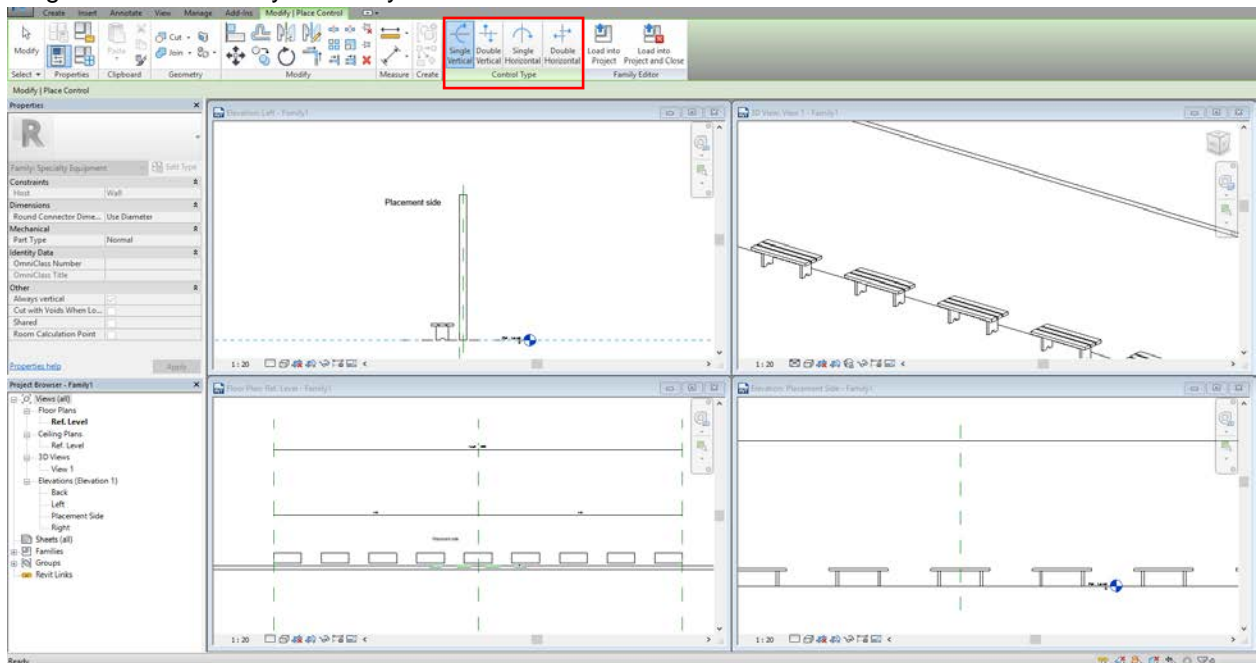 Create Insert Annotate View Manage Add-Ins Modify | Place Control
Modify
Paste
Cut
Join
Single Vertical
Double Vertical
Single Horizontal
Double Horizontal
Load into Project
Load into Project and Close
Select Properties Clipboard Geometry Modify Measure Create Control Type Family Editor
Modify | Place Control
Properties
R
Family: Specialty Equipment Edit Type
Constraints
Host Wall
Dimensions
Round Connector Dime... Use Diameter
Mechanical
Part Type Normal
Identity Data
OmniClass Number
OmniClass Title
Other
Always vertical
Cut with Voids When Lo...
Shared
Room Calculation Point
Properties help Apply
Project Browser - Family1
Views (all)
Floor Plans
Ref. Level
Ceiling Plans
Ref. Level
3D Views
View 1
Elevations (Elevation 1)
Back
Left
Placement Side
Right
Sheets (all)
Families
Groups
Revit Links
Elevation: Left - Family1
Placement side
1 : 20
3D View: View 1 - Family1
1 : 20
Floor Plan: Ref. Level - Family1
Placement side
1 : 20
Elevation: Placement Side - Family1
1 : 20
Ready